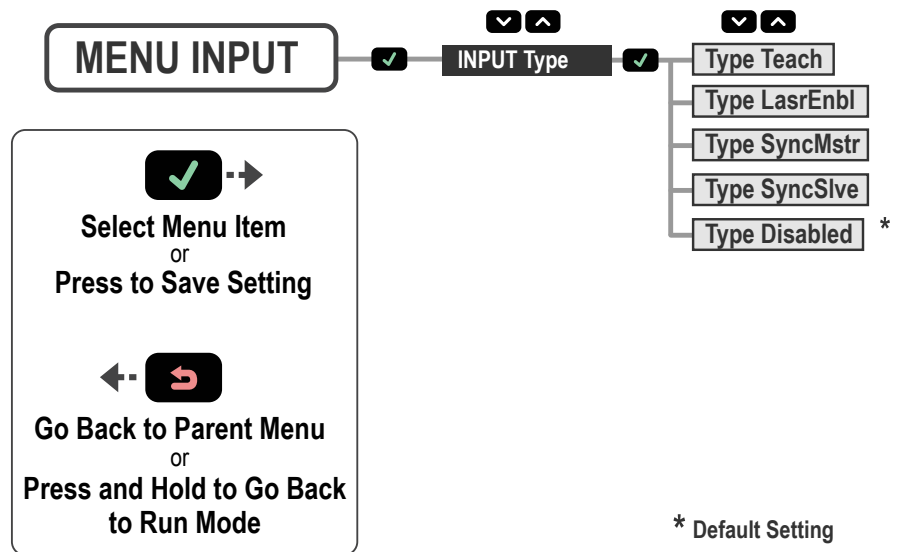 MENU INPUT
INPUT Type
Type Teach
Type LasrEnbl
Type SyncMstr
Type SyncSlve
Type Disabled *
Select Menu Item
or
Press to Save Setting
Go Back to Parent Menu
or
Press and Hold to Go Back
to Run Mode
* Default Setting